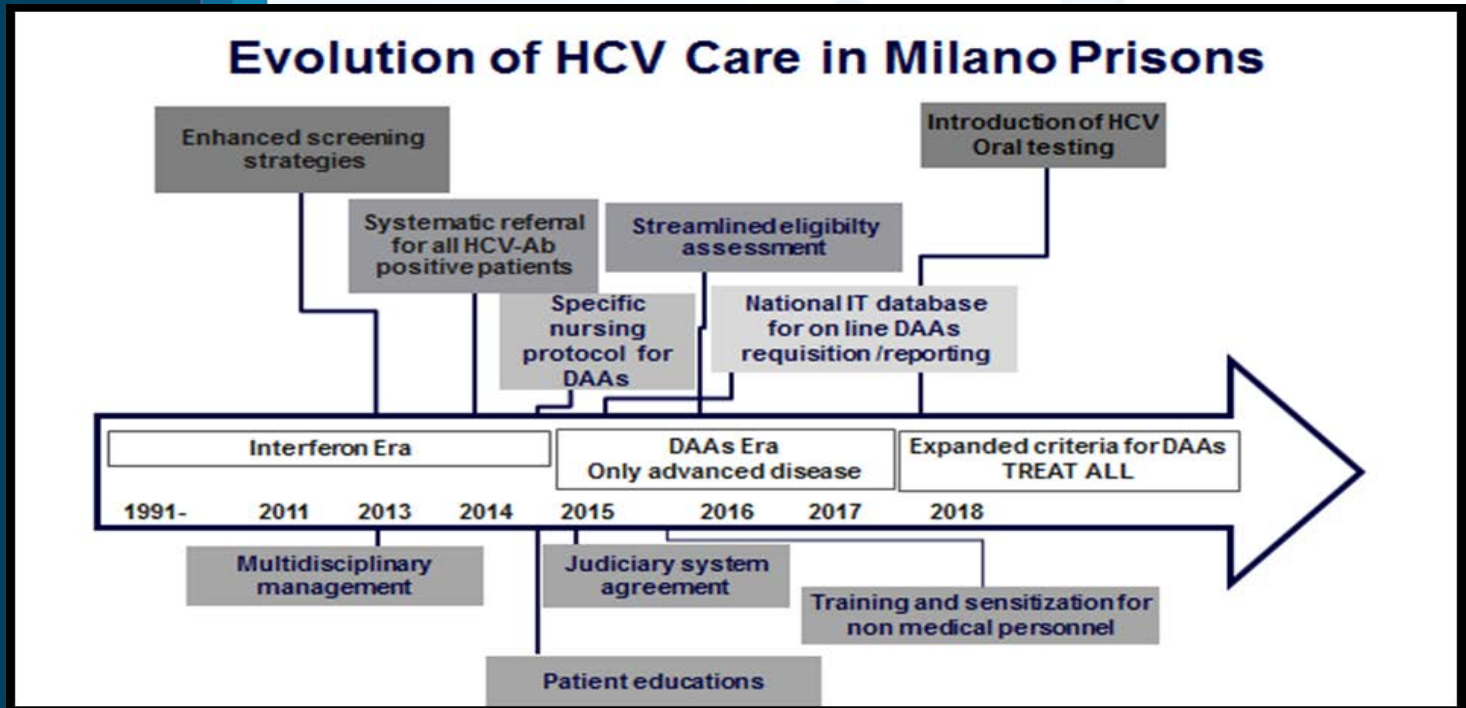 Evolution of HCV Care in Milano Prisons
Enhanced screening
strategies
Introduction of HCV
Oral testing
Systematic referral
for all HCV-Ab
positive patients
Streamlined eligibilty
assessment
Specific
nursing
protocol for
DAAs
National IT database
for on line DAAs
requisition /reporting
Interferon Era
DAAs Era
Only advanced disease
Expanded criteria for DAAs
TREAT ALL
1991- 2011 2013 2014 2015 2016 2017 2018
Multidisciplinary
management
Judiciary system
agreement
Training and sensitization for
non medical personnel
Patient educations